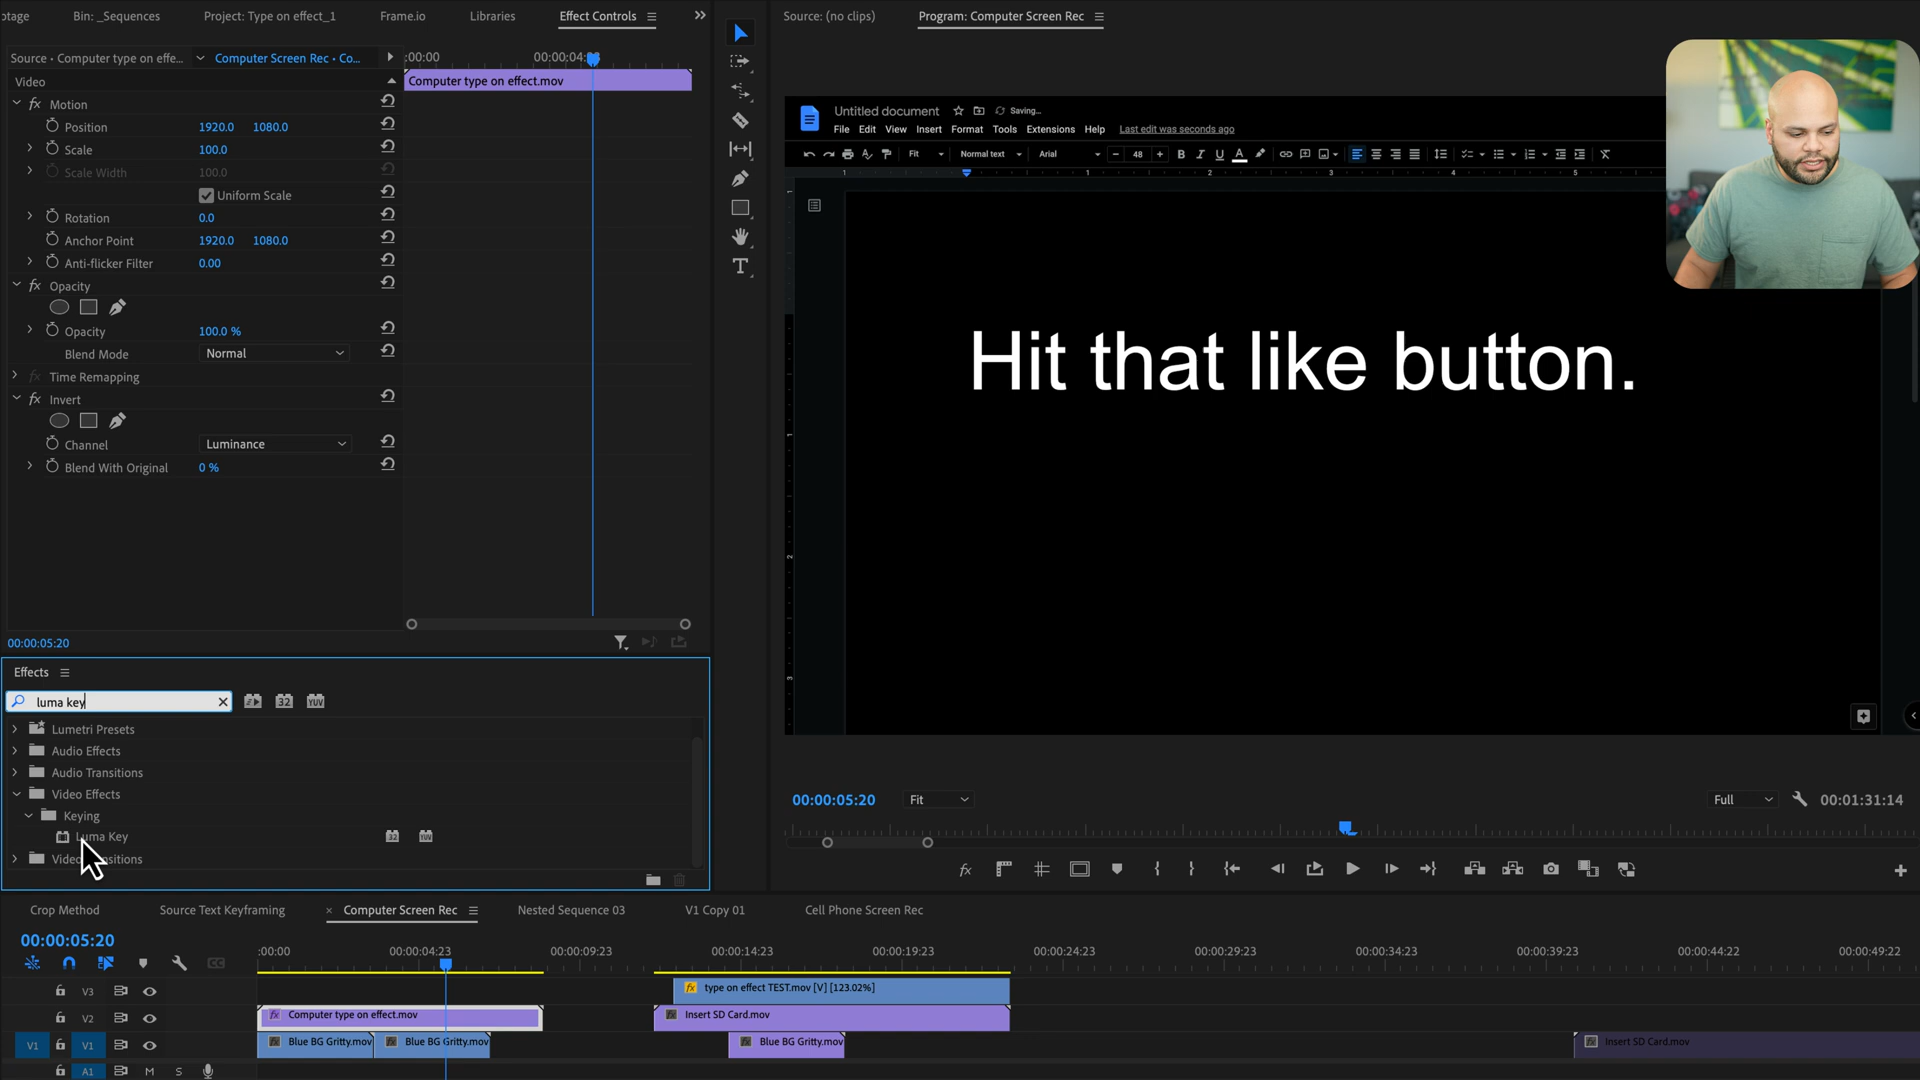 otage Bin: _Sequences Project: Type on effect_1 Frame.io Libraries Effect Controls
Source: (no clips) Program: Computer Screen Rec
Source • Computer type on effe... Computer Screen Rec • Co...
:00:00
Video
Computer type on effect.mov
Motion
Position 1920.0 1080.0
Scale 100.0
Scale Width 100.0
Uniform Scale
Rotation 0.0
Anchor Point 1920.0 1080.0
Anti-flicker Filter 0.00
Opacity
Opacity 100.0 %
Blend Mode Normal
Time Remapping
Invert
Channel Luminance
Blend With Original 0 %
00:00:05:20
Untitled document Saving...
File Edit View Insert Format Tools Extensions Help Last edit was seconds ago
Fit Normal text Arial 48
1 1 2 3 4 5
Hit that like button.
Effects
luma key
32 YUV
Lumetri Presets
Audio Effects
Audio Transitions
Video Effects
Keying
Luma Key
00:00:05:20 Fit Full 00:01:31:14
Crop Method Source Text Keyframing Computer Screen Rec Nested Sequence 03 V1 Copy 01 Cell Phone Screen Rec
00:00:05:20
:00:00 00:00:04:23 00:00:09:23 00:00:14:23 00:00:19:23 00:00:24:23 00:00:29:23 00:00:34:23 00:00:39:23 00:00:44:22 00:00:49:22
V3 type on effect TEST.mov [V] [123.02%]
V2 Computer type on effect.mov Insert SD Card.mov
V1 V1 Blue BG Gritty.mov Blue BG Gritty.mov Blue BG Gritty.mov Insert SD Card.mov
A1 M S